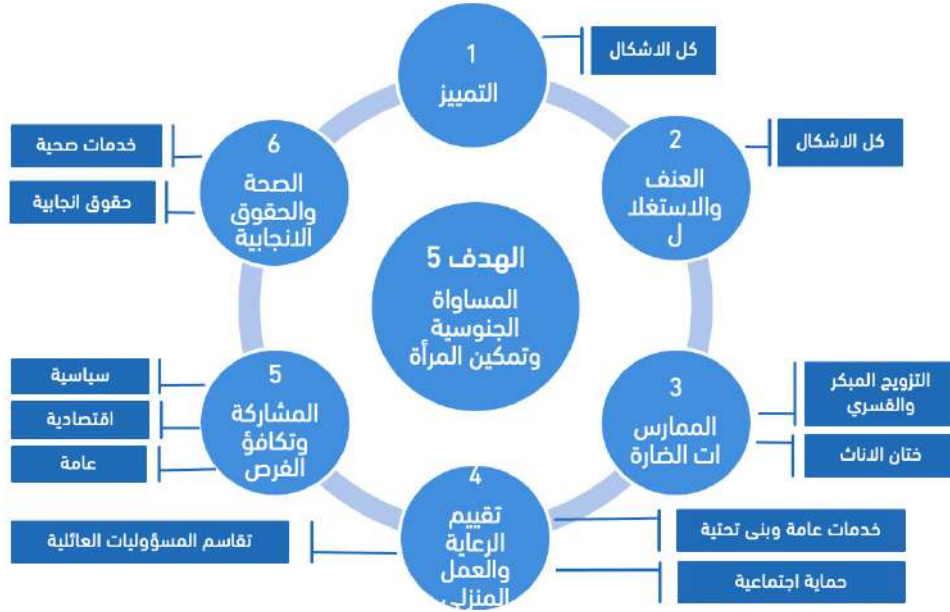 1
التمييز
كل الاشكال
2
العنف
والاستغلا
ل
كل الاشكال
6
الصحة
والحقوق
الانجابية
خدمات صحية
حقوق انجابية
الهدف 5
المساواة
الجنوسية
وتمكين المرأة
3
الممارس
ات الضارة
التزويج المبكر
والقسري
ختان الاناث
5
المشاركة
وتكافؤ
الفرص
سياسية
اقتصادية
عامة
4
تقييم
الرعاية
والعمل
المنزلي
خدمات عامة وبنى تحتية
حماية اجتماعية
تقاسم المسؤوليات العائلية